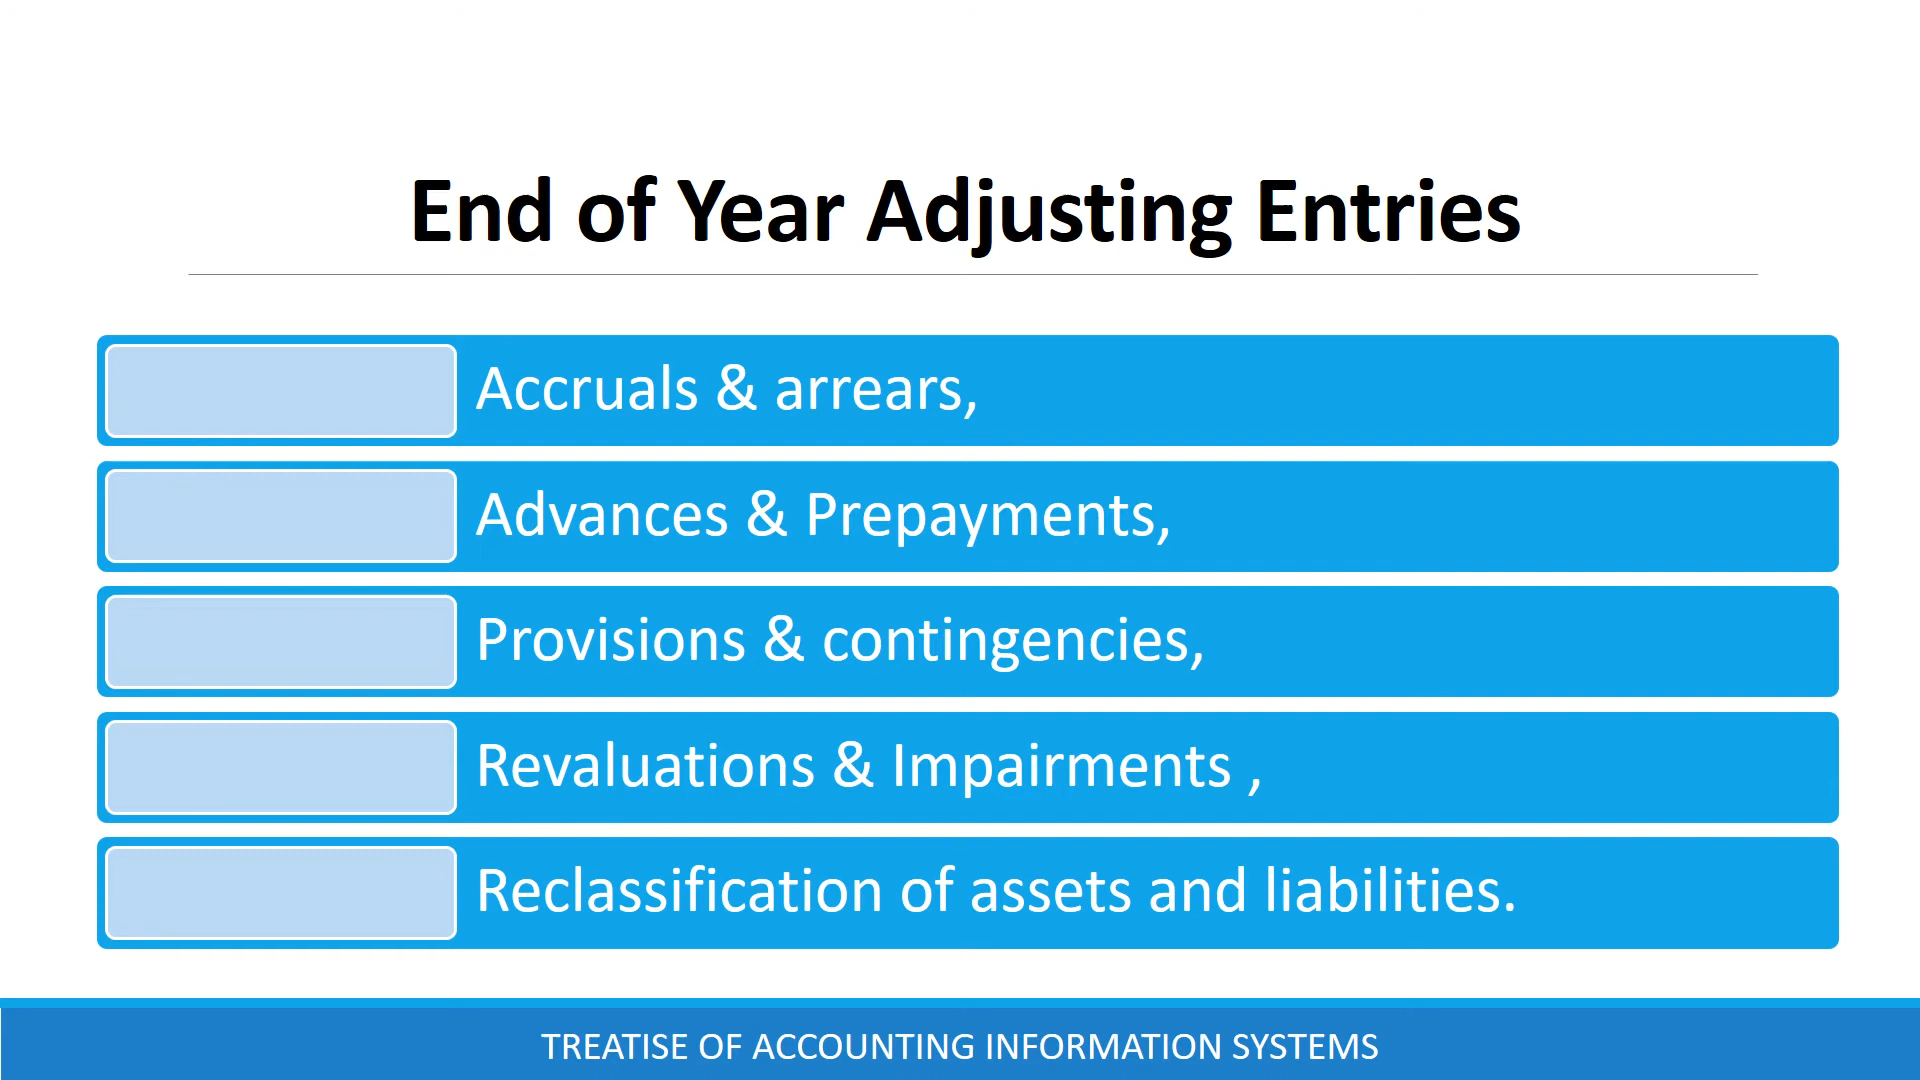 End of Year Adjusting Entries
Accruals & arrears,
Advances & Prepayments,
Provisions & contingencies,
Revaluations & Impairments ,
Reclassification of assets and liabilities.
TREATISE OF ACCOUNTING INFORMATION SYSTEMS